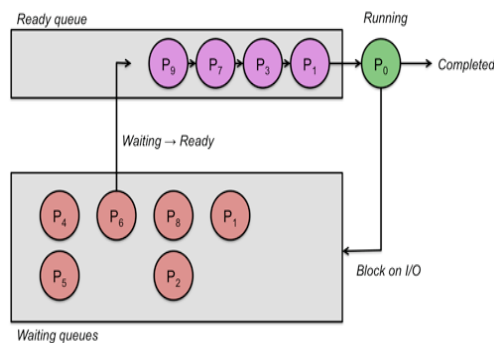 Ready queue
Running
P9 P7 P3 P1 P0 Completed
Waiting → Ready
P4 P6 P8 P1
P5 P2
Block on I/O
Waiting queues